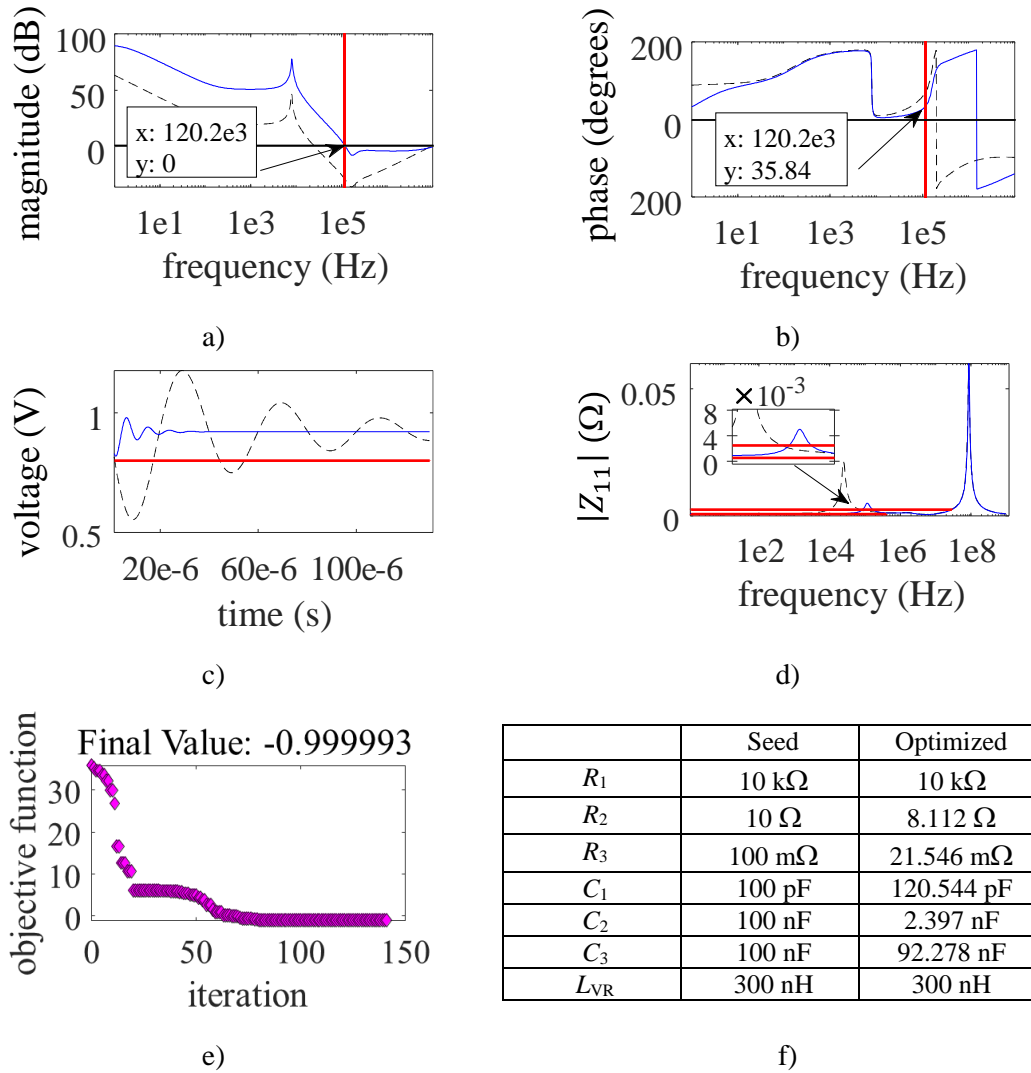 magnitude (dB)
100
50
0
x: 120.2e3
y: 0
1e1 1e3 1e5
frequency (Hz)
a)
phase (degrees)
200
0
200
x: 120.2e3
y: 35.84
1e1 1e3 1e5
frequency (Hz)
b)
voltage (V)
1
0.5
20e-6 60e-6 100e-6
time (s)
c)
|Z11| (Ω)
0.05
0
× 10-3
8
4
0
1e2 1e4 1e6 1e8
frequency (Hz)
d)
Final Value: -0.999993
objective function
30
20
10
0
0 50 100 150
iteration
e)
Seed Optimized
R1 10 kΩ 10 kΩ
R2 10 Ω 8.112 Ω
R3 100 mΩ 21.546 mΩ
C1 100 pF 120.544 pF
C2 100 nF 2.397 nF
C3 100 nF 92.278 nF
LVR 300 nH 300 nH
f)